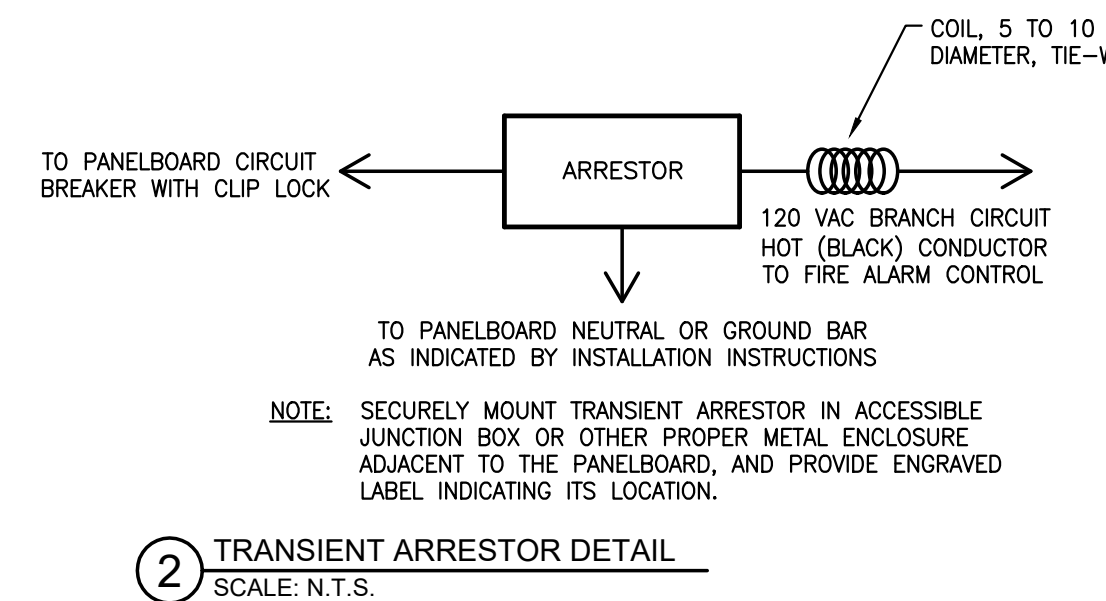 COIL, 5 TO 10
DIAMETER,
TO PANELBOARD CIRCUIT
BREAKER WITH CLIP LOCK
ARRESTOR
120 VAC BRANCH CIRCUIT
HOT (BLACK) CONDUCTOR
TO FIRE ALARM CONTROL
TO PANELBOARD NEUTRAL OR GROUND BAR
AS INDICATED BY INSTALLATION INSTRUCTIONS
NOTE: SECURELY MOUNT TRANSIENT ARRESTOR IN ACCESSIBLE
JUNCTION BOX OR OTHER PROPER METAL ENCLOSURE
ADJACENT TO THE PANELBOARD, AND PROVIDE ENGRAVED
LABEL INDICATING ITS LOCATION.
2 TRANSIENT ARRESTOR DETAIL
SCALE: N.T.S.